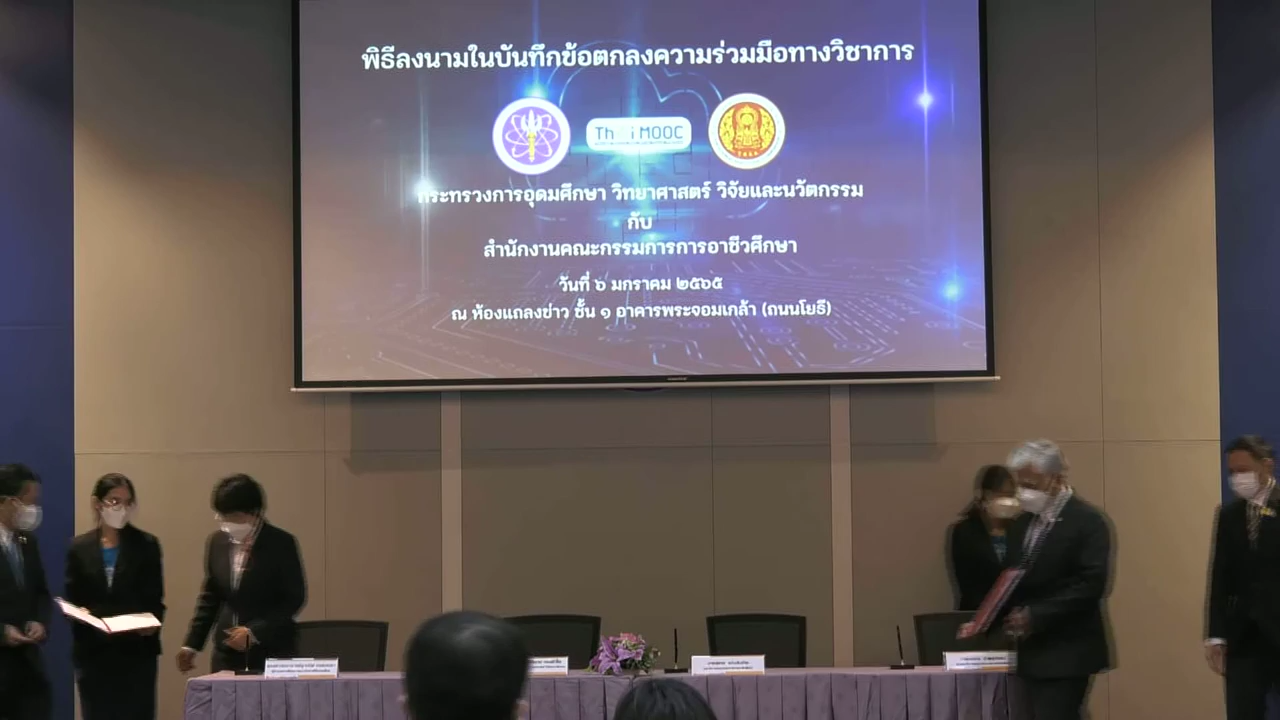 พิธีลงนามในบันทึกข้อตกลงความร่วมมือทางวิชาการ
Th i MOOC
กระทรวงการอุดมศึกษา วิทยาศาสตร์ วิจัยและนวัตกรรม
กับ
สำนักงานคณะกรรมการการอาชีวศึกษา
วันที่ ๖ มกราคม ๒๕๖๕
ณ ห้องแถลงข่าว ชั้น ๑ อาคารพระจอมเกล้า (ถนนโยธี)